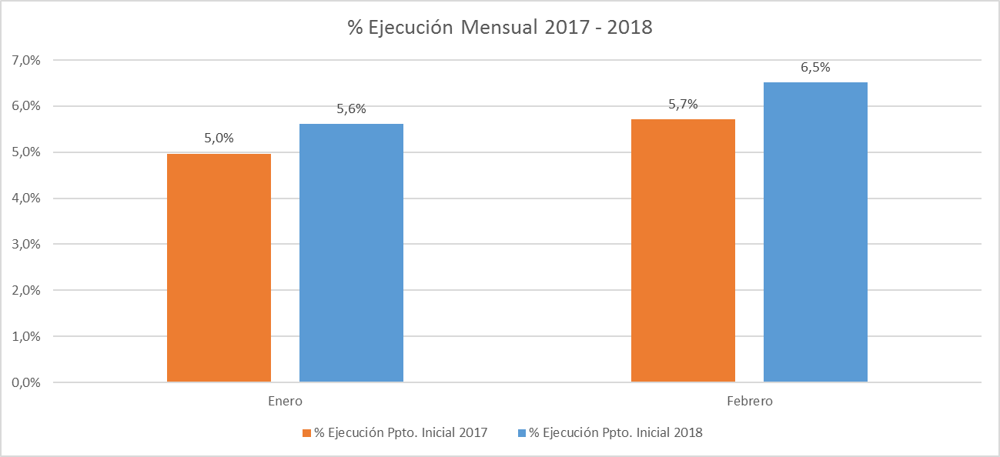 % Ejecución Mensual 2017 - 2018
7,0%
6,0%
5,0%
4,0%
3,0%
2,0%
1,0%
0,0%
5,0%
5,6%
5,7%
6,5%
Enero
Febrero
% Ejecución Ppto. Inicial 2017
% Ejecución Ppto. Inicial 2018